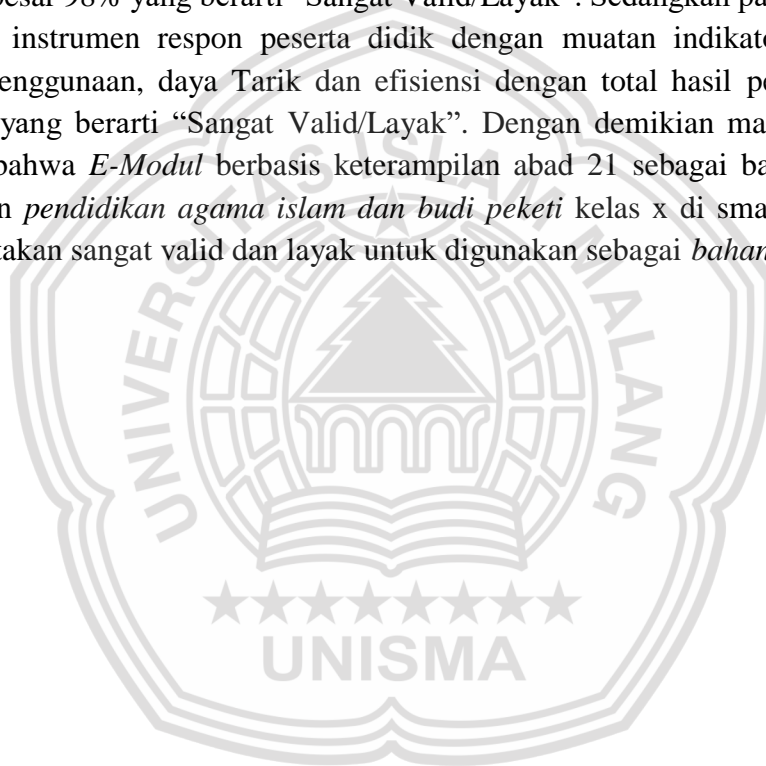 besar 98% yang berarti “Sangat Valid/Layak”. Sedangkan pa
instrumen respon peserta didik dengan muatan indikato
enggunaan, daya Tarik dan efisiensi dengan total hasil pe
yang berarti “Sangat Valid/Layak”. Dengan demikian ma
bahwa E-Modul berbasis keterampilan abad 21 sebagai ba
n pendidikan agama islam dan budi peketi kelas x di sma
takan sangat valid dan layak untuk digunakan sebagai bahan
UNIVERSITAS ISLAM MALANG
UNISMA